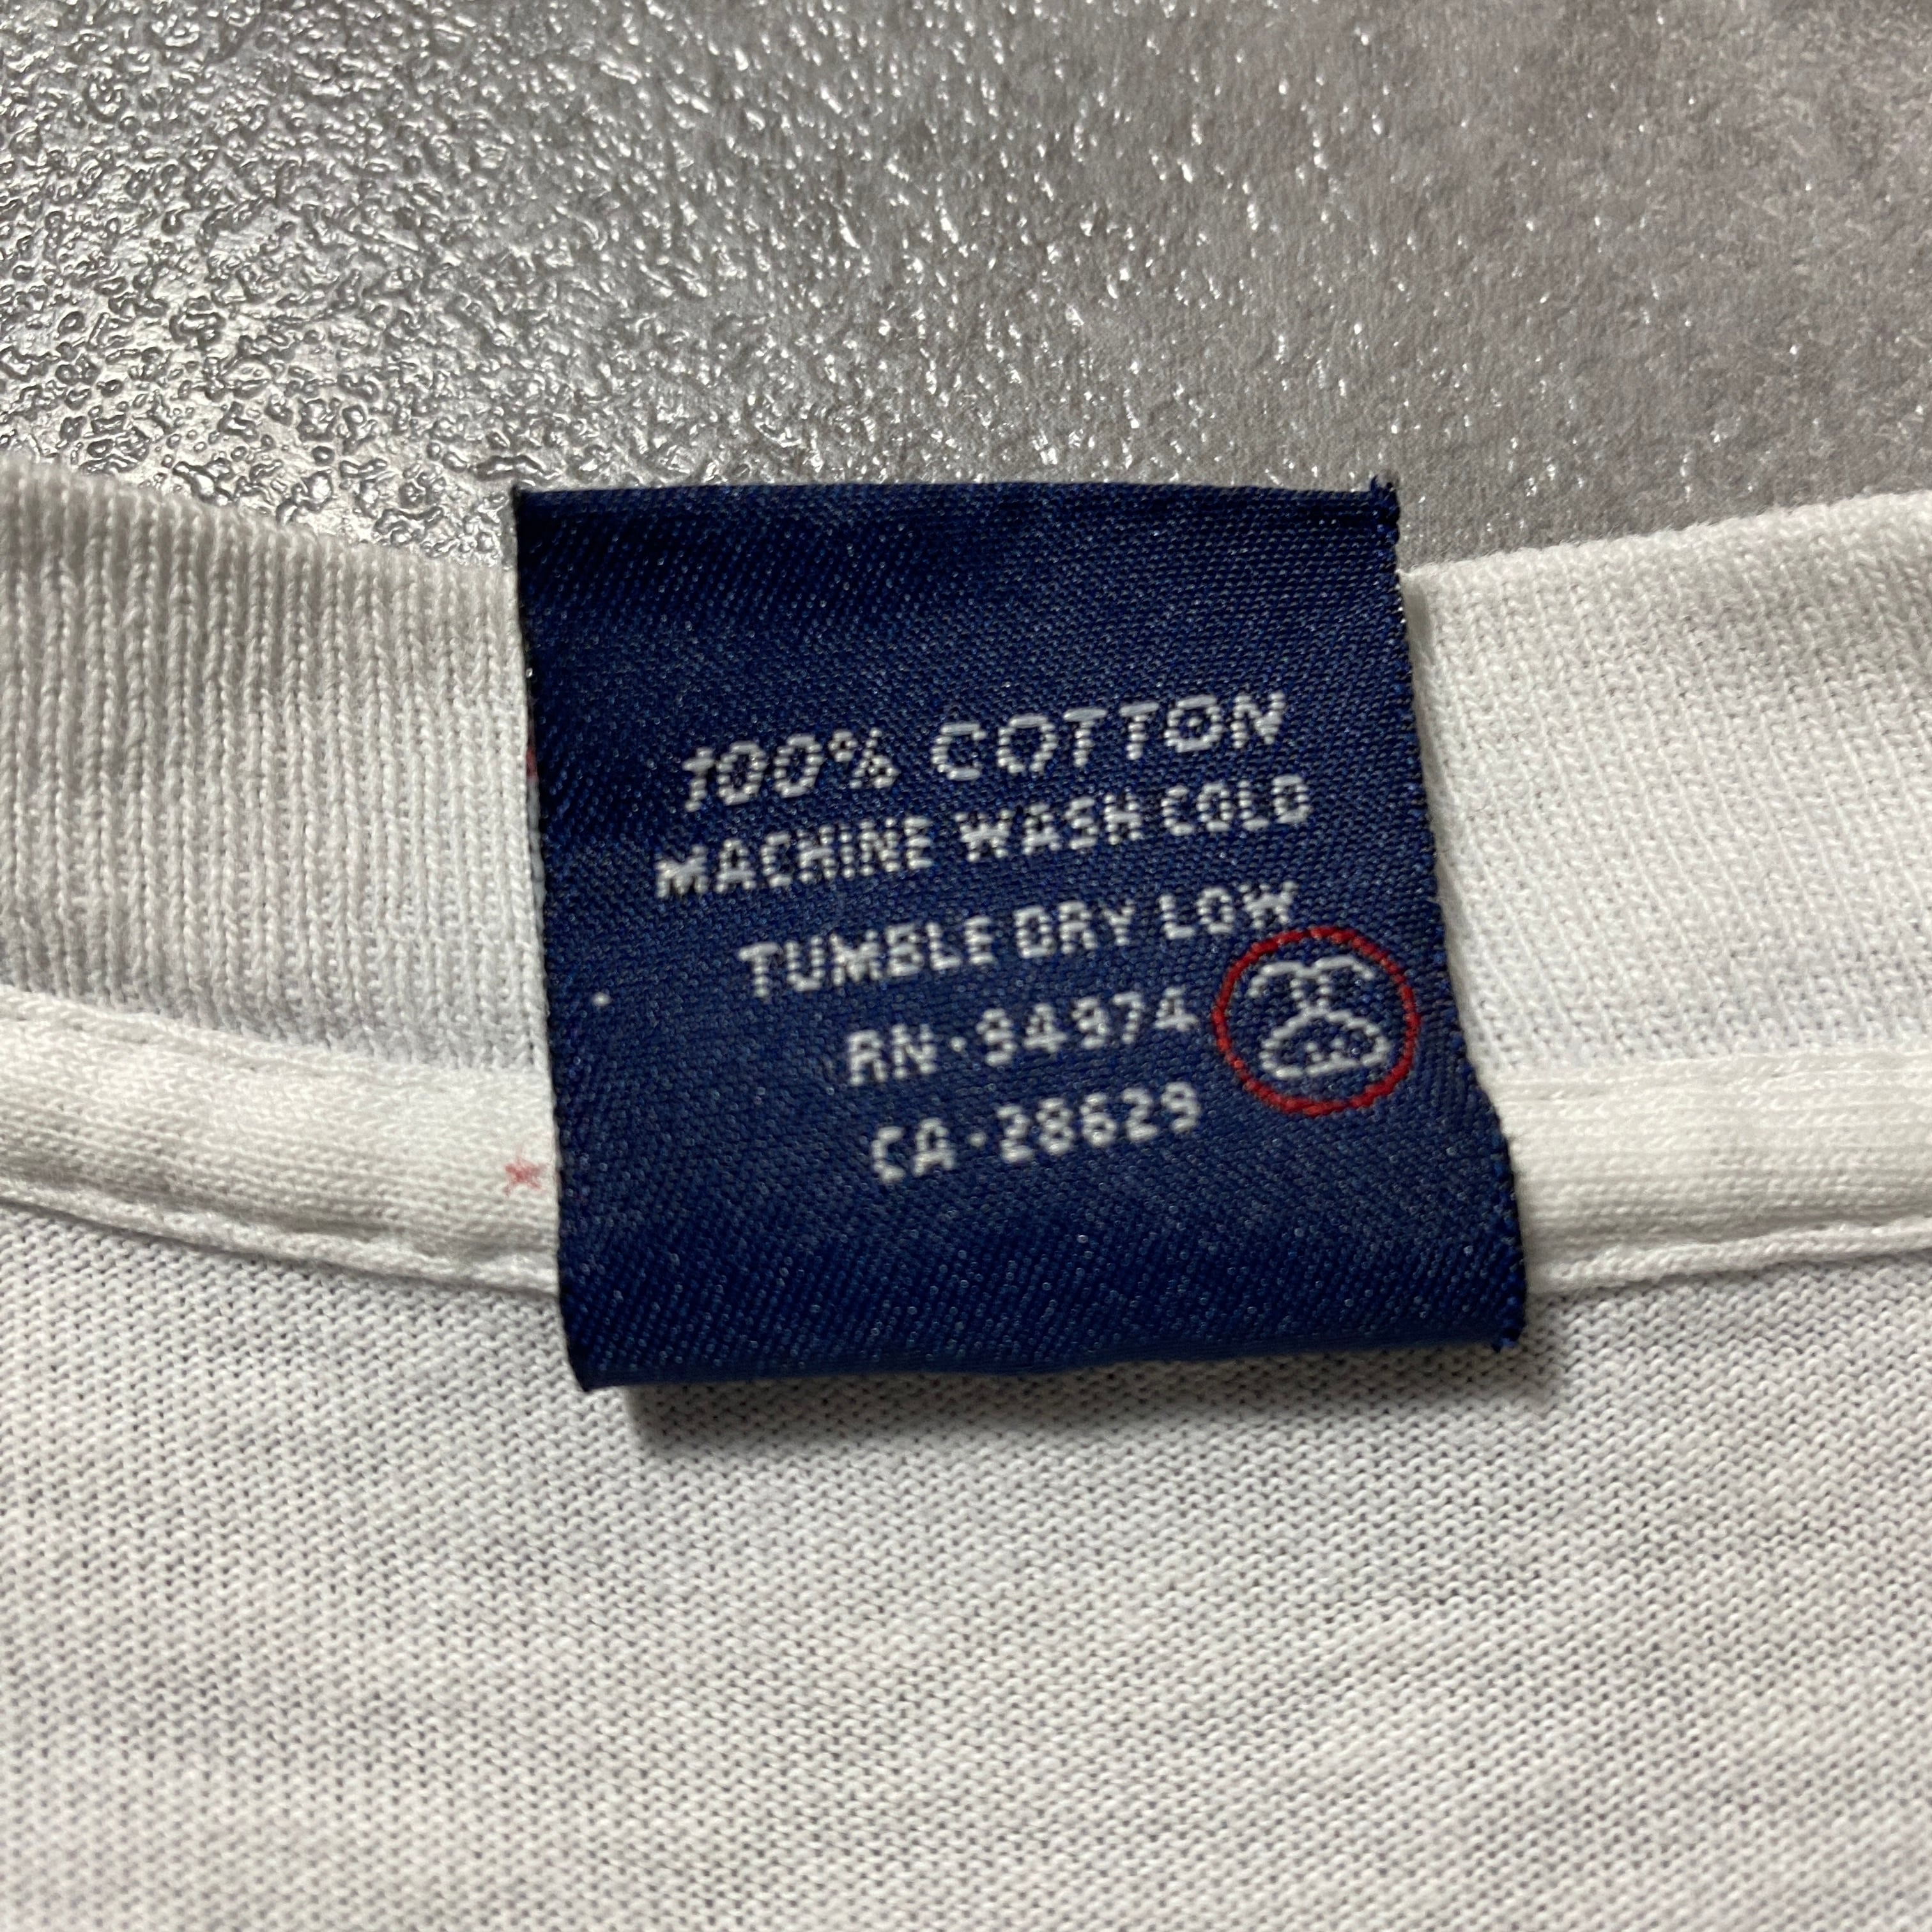 100% COTTON
MACHINE WASH COLD
TUMBLE DRY LOW
RN·94974
CA·28629